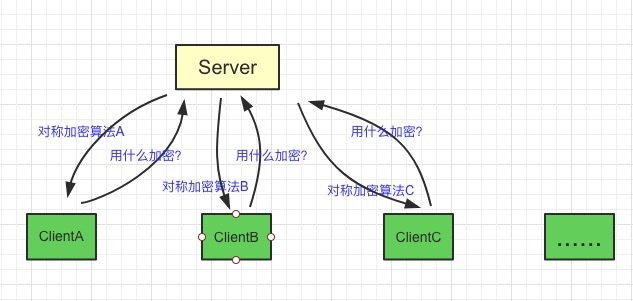 Server
对称加密算法A
用什么加密?
用什么加密?
用什么加密?
对称加密算法B
对称加密算法C
ClientA
ClientB
ClientC
......